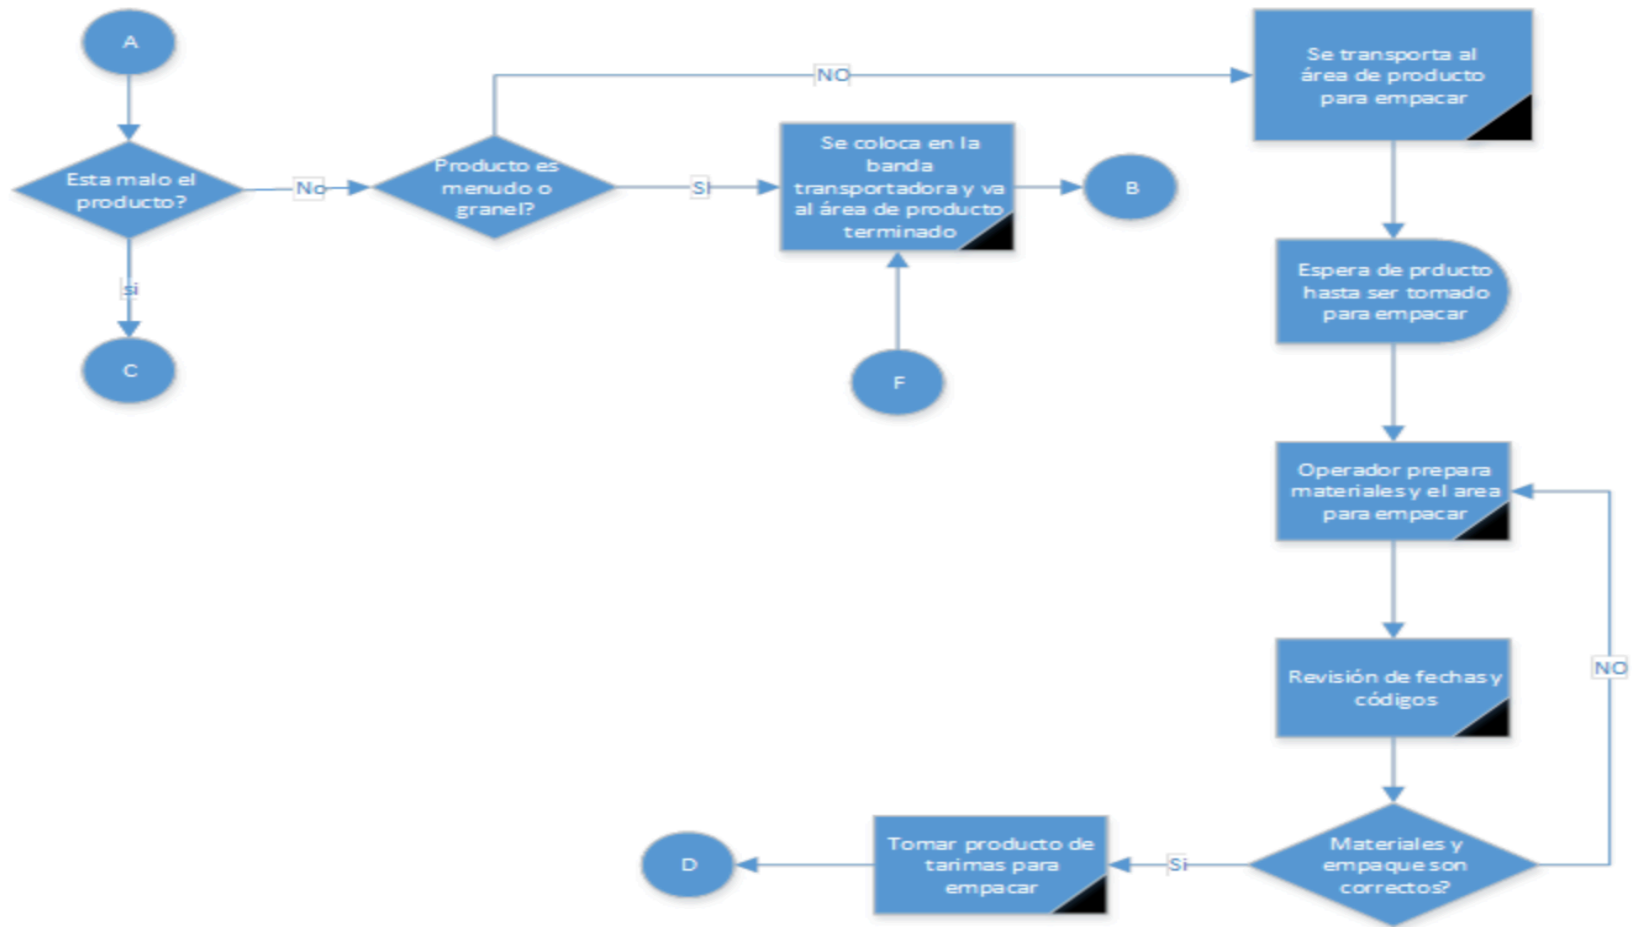 A
NO
Se transporta al
área de producto
para empacar
Esta malo el
producto?
No
Producto es
menudo o
granel?
SI
Se coloca en la
banda
transportadora y va
al área de producto
terminado
B
si
C
F
Espera de prducto
hasta ser tomado
para empacar
Operador prepara
materiales y el area
para empacar
Revisión de fechas y
códigos
NO
Materiales y
empaque son
correctos?
Si
Tomar producto de
tarimas para
empacar
D